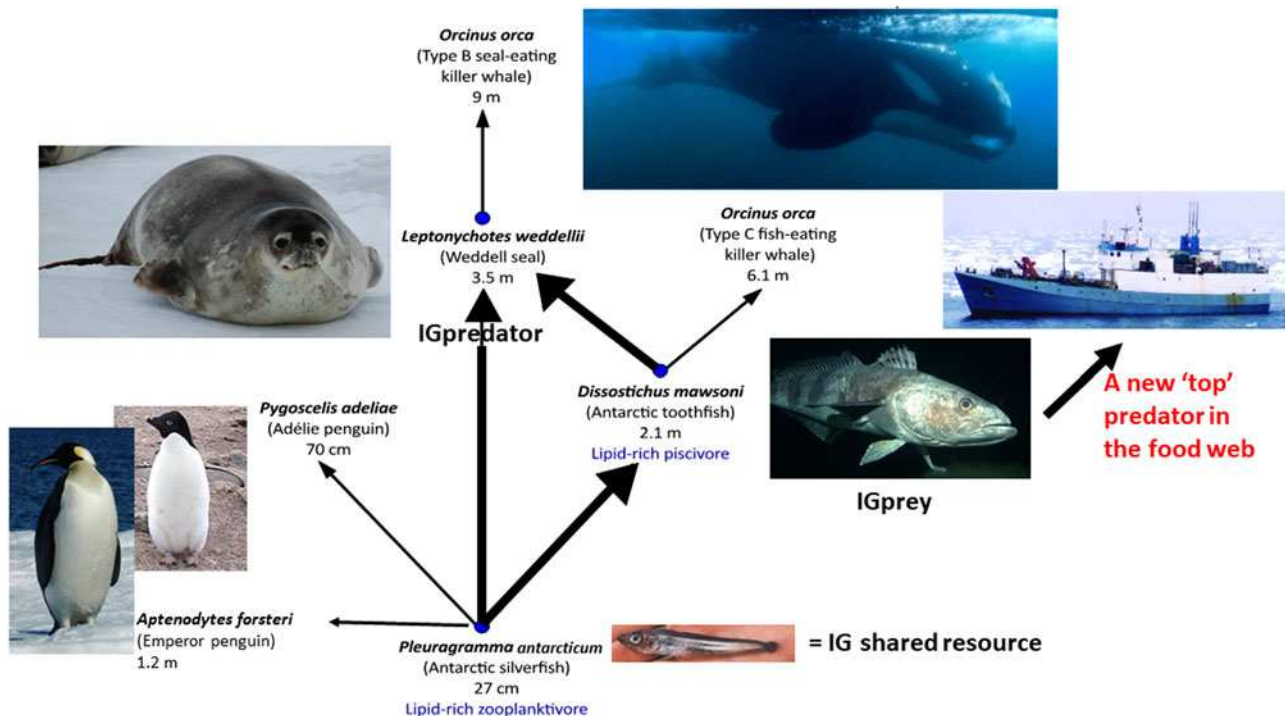 Orcinus orca
(Type B seal-eating
killer whale)
9 m
Leptonychotes weddellii
(Weddell seal)
3.5 m
Orcinus orca
(Type C fish-eating
killer whale)
6.1 m
IGpredator
Pygoscelis adeliae
(Adélie penguin)
70 cm
Dissostichus mawsoni
(Antarctic toothfish)
2.1 m
Lipid-rich piscivore
A new ‘top’
predator in
the food web
IGprey
Aptenodytes forsteri
(Emperor penguin)
1.2 m
Pleuragramma antarcticum
(Antarctic silverfish)
27 cm
Lipid-rich zooplanktivore
= IG shared resource